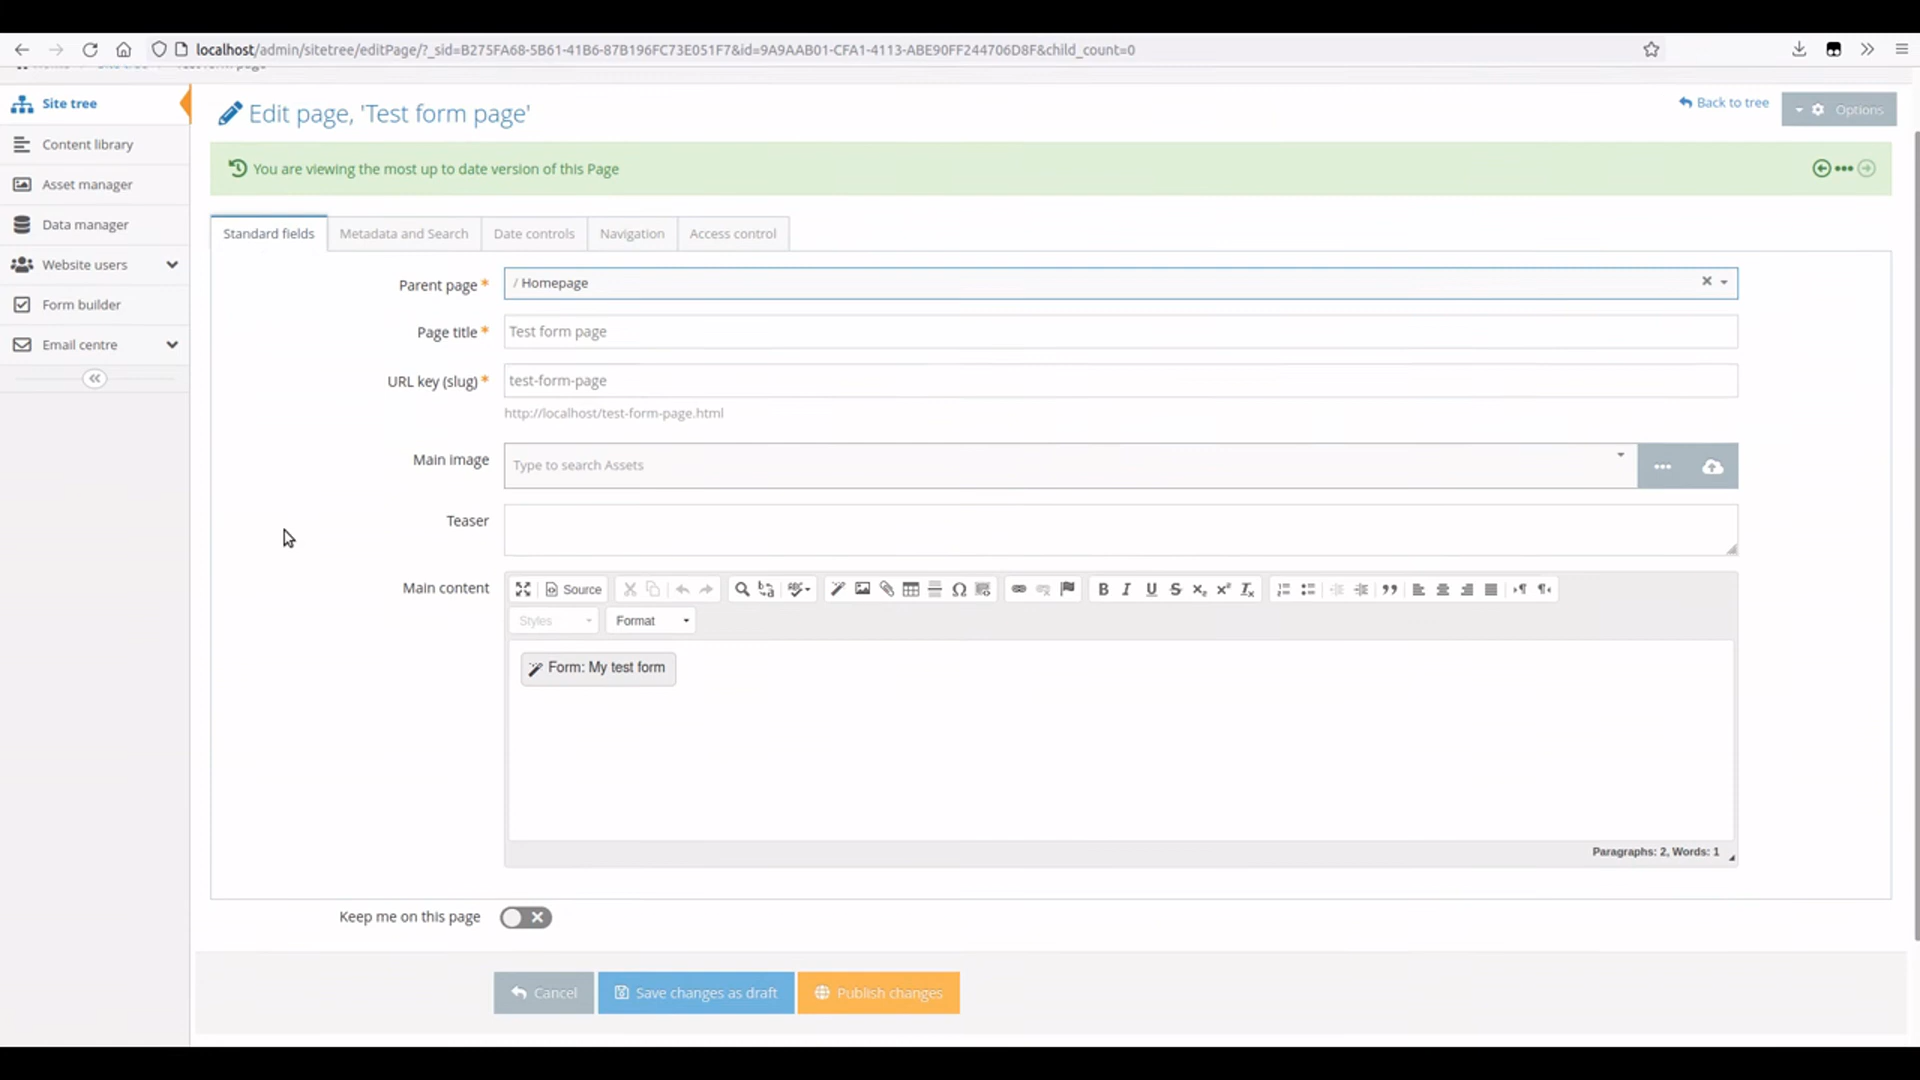 localhost/admin/sitetree/editPage/?_sid=B275FA68-5B61-41B6-87B196FC73E051F7&id=9A9AAB01-CFA1-4113-ABE90FF244706D8F&child_count=0
Site tree
Content library
Asset manager
Data manager
Website users
Form builder
Email centre
Edit page, 'Test form page'
Back to tree
Options
You are viewing the most up to date version of this Page
Standard fields
Metadata and Search
Date controls
Navigation
Access control
Parent page *
/ Homepage
Page title *
Test form page
URL key (slug) *
test-form-page
http://localhost/test-form-page.html
Main image
Type to search Assets
Teaser
Main content
Source
Styles
Format
Form: My test form
Paragraphs: 2, Words: 1
Keep me on this page
Cancel
Save changes as draft
Publish changes